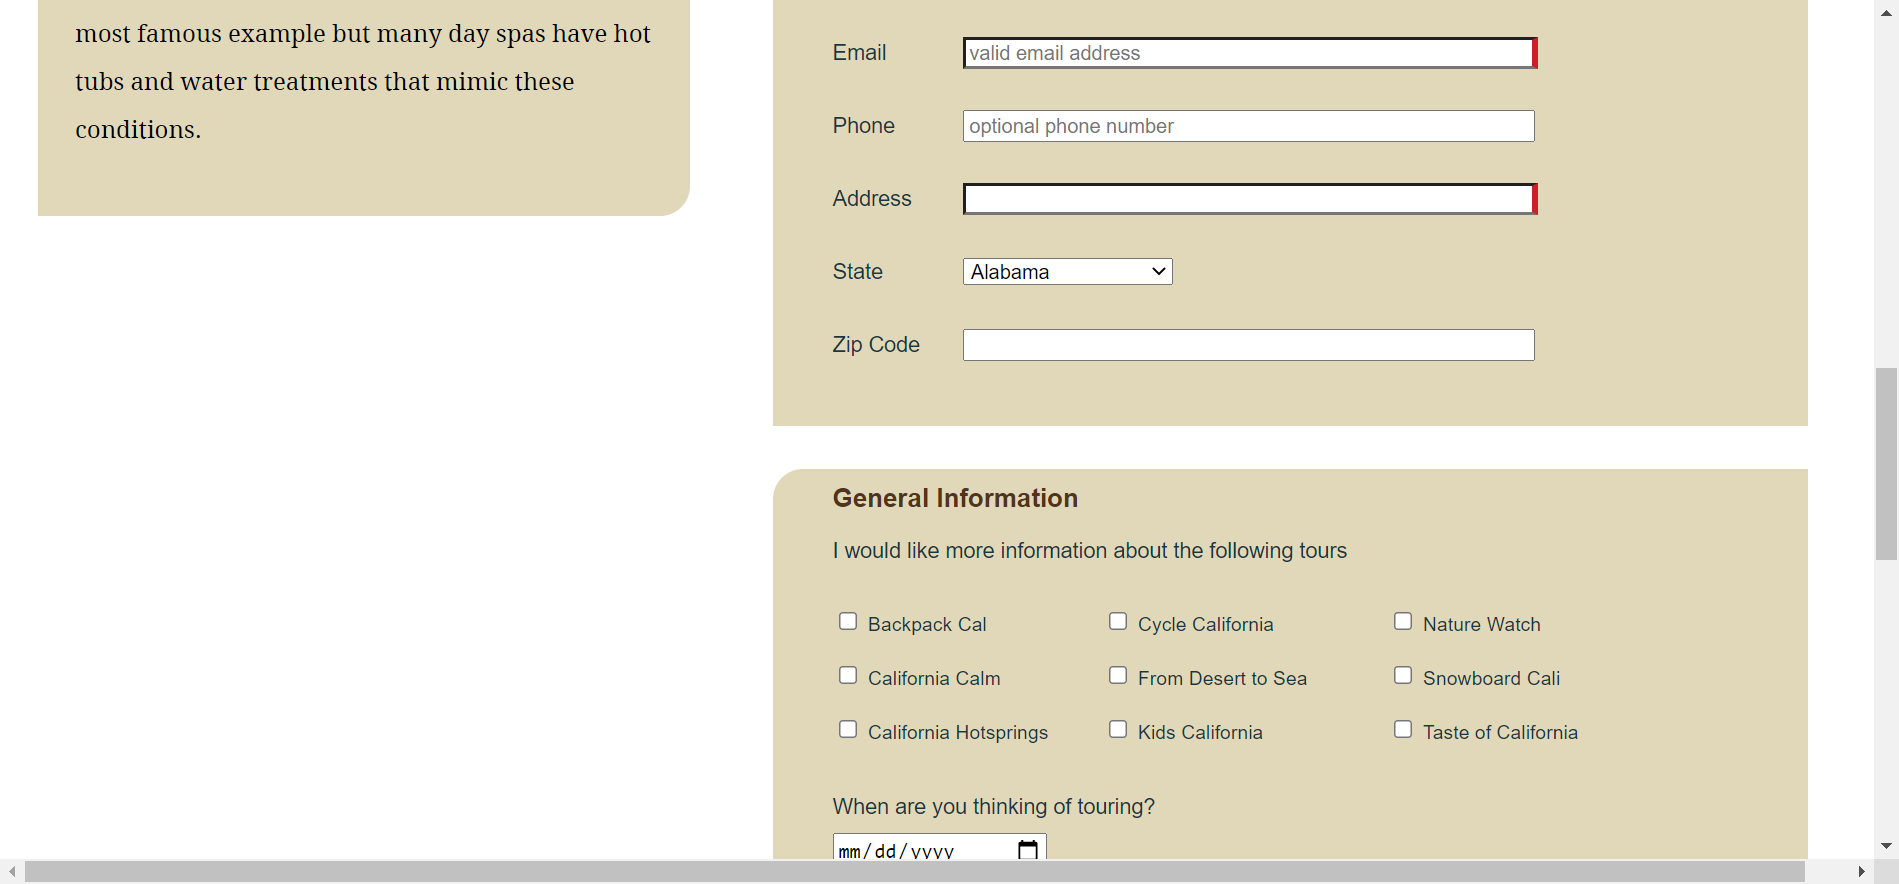 most famous example but many day spas have hot
tubs and water treatments that mimic these
conditions.
Email valid email address
Phone optional phone number
Address
State Alabama
Zip Code
General Information
I would like more information about the following tours
Backpack Cal Cycle California Nature Watch
California Calm From Desert to Sea Snowboard Cali
California Hotsprings Kids California Taste of California
When are you thinking of touring?
mm/dd/yyyy